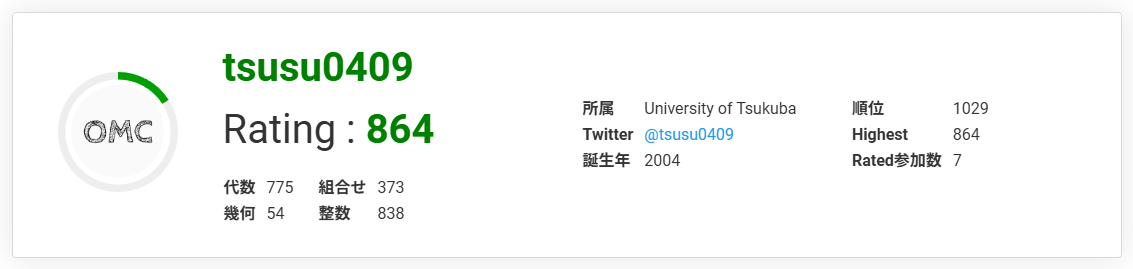 OMC
tsusu0409
Rating : 864
代数 775 組合せ 373
幾何 54 整数 838
所属 University of Tsukuba
Twitter @tsusu0409
誕生年 2004
順位 1029
Highest 864
Rated参加数 7